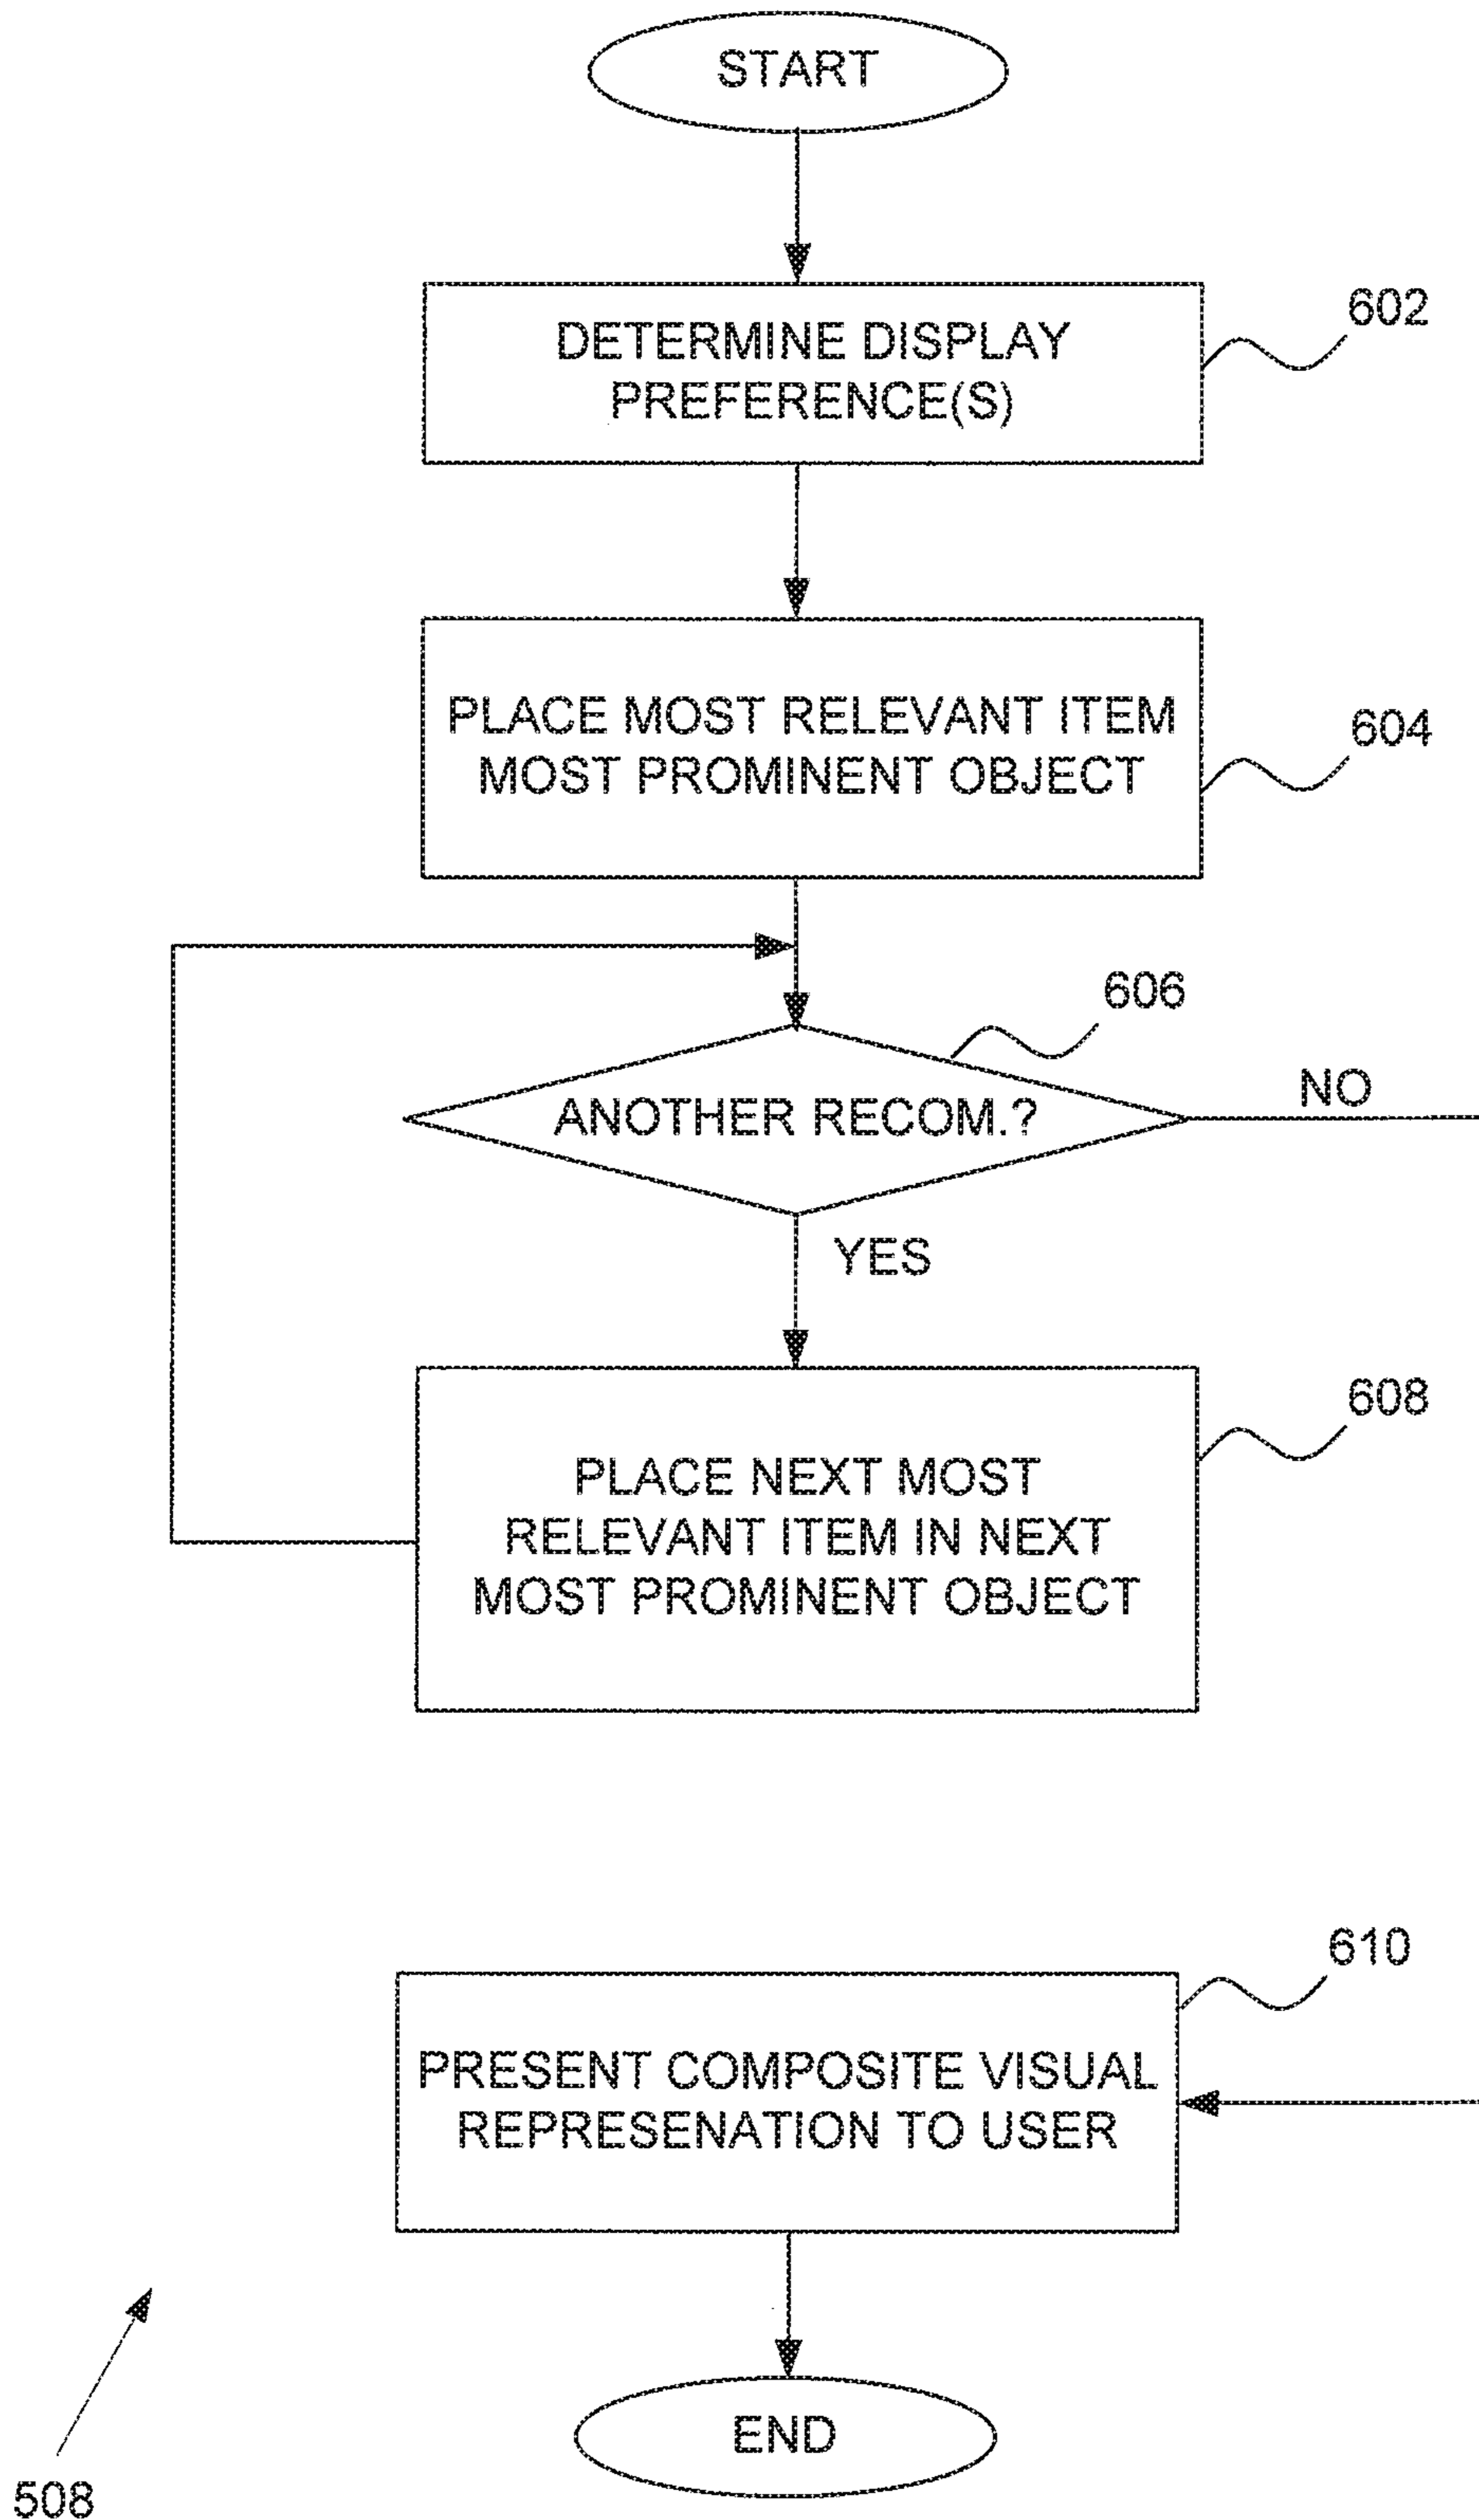 START
DETERMINE DISPLAY
PREFERENCE(S)
602
PLACE MOST RELEVANT ITEM
MOST PROMINENT OBJECT
604
606
ANOTHER RECOM.?
NO
YES
608
PLACE NEXT MOST
RELEVANT ITEM IN NEXT
MOST PROMINENT OBJECT
610
PRESENT COMPOSITE VISUAL
REPRESENATION TO USER
END
508